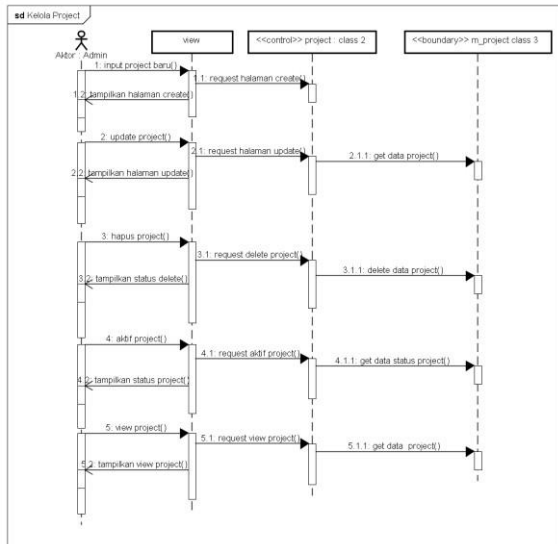 sd Kelola Project
view
<<control>> project : class 2
<<boundary>> m_project class 3
Aktor : Admin
1: input project baru()
1.1: request halaman create()
1.2: tampilkan halaman create()
2: update project()
2.1: request halaman update()
2.1.1: get data project()
2.2: tampilkan halaman update()
3: hapus project()
3.1: request delete project()
3.1.1: delete data project()
3.2: tampilkan status delete()
4: aktif project()
4.1: request aktif project()
4.1.1: get data status project()
4.2: tampilkan status project()
5: view project()
5.1: request view project()
5.1.1: get data project()
5.2: tampilkan view project()